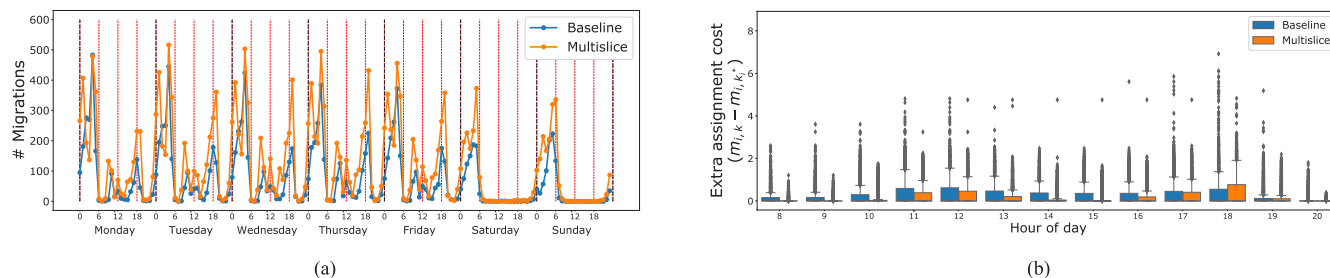 600
500
400
300
200
100
0
# Migrations
Baseline
Multislice
0 6 12 18 0 6 12 18 0 6 12 18 0 6 12 18 0 6 12 18 0 6 12 18 0 6 12 18
Monday Tuesday Wednesday Thursday Friday Saturday Sunday
(a)
8
6
4
2
0
Extra assignment cost
(m_{i,k} − m_{i,k_i^*})
Baseline
Multislice
8 9 10 11 12 13 14 15 16 17 18 19 20
Hour of day
(b)